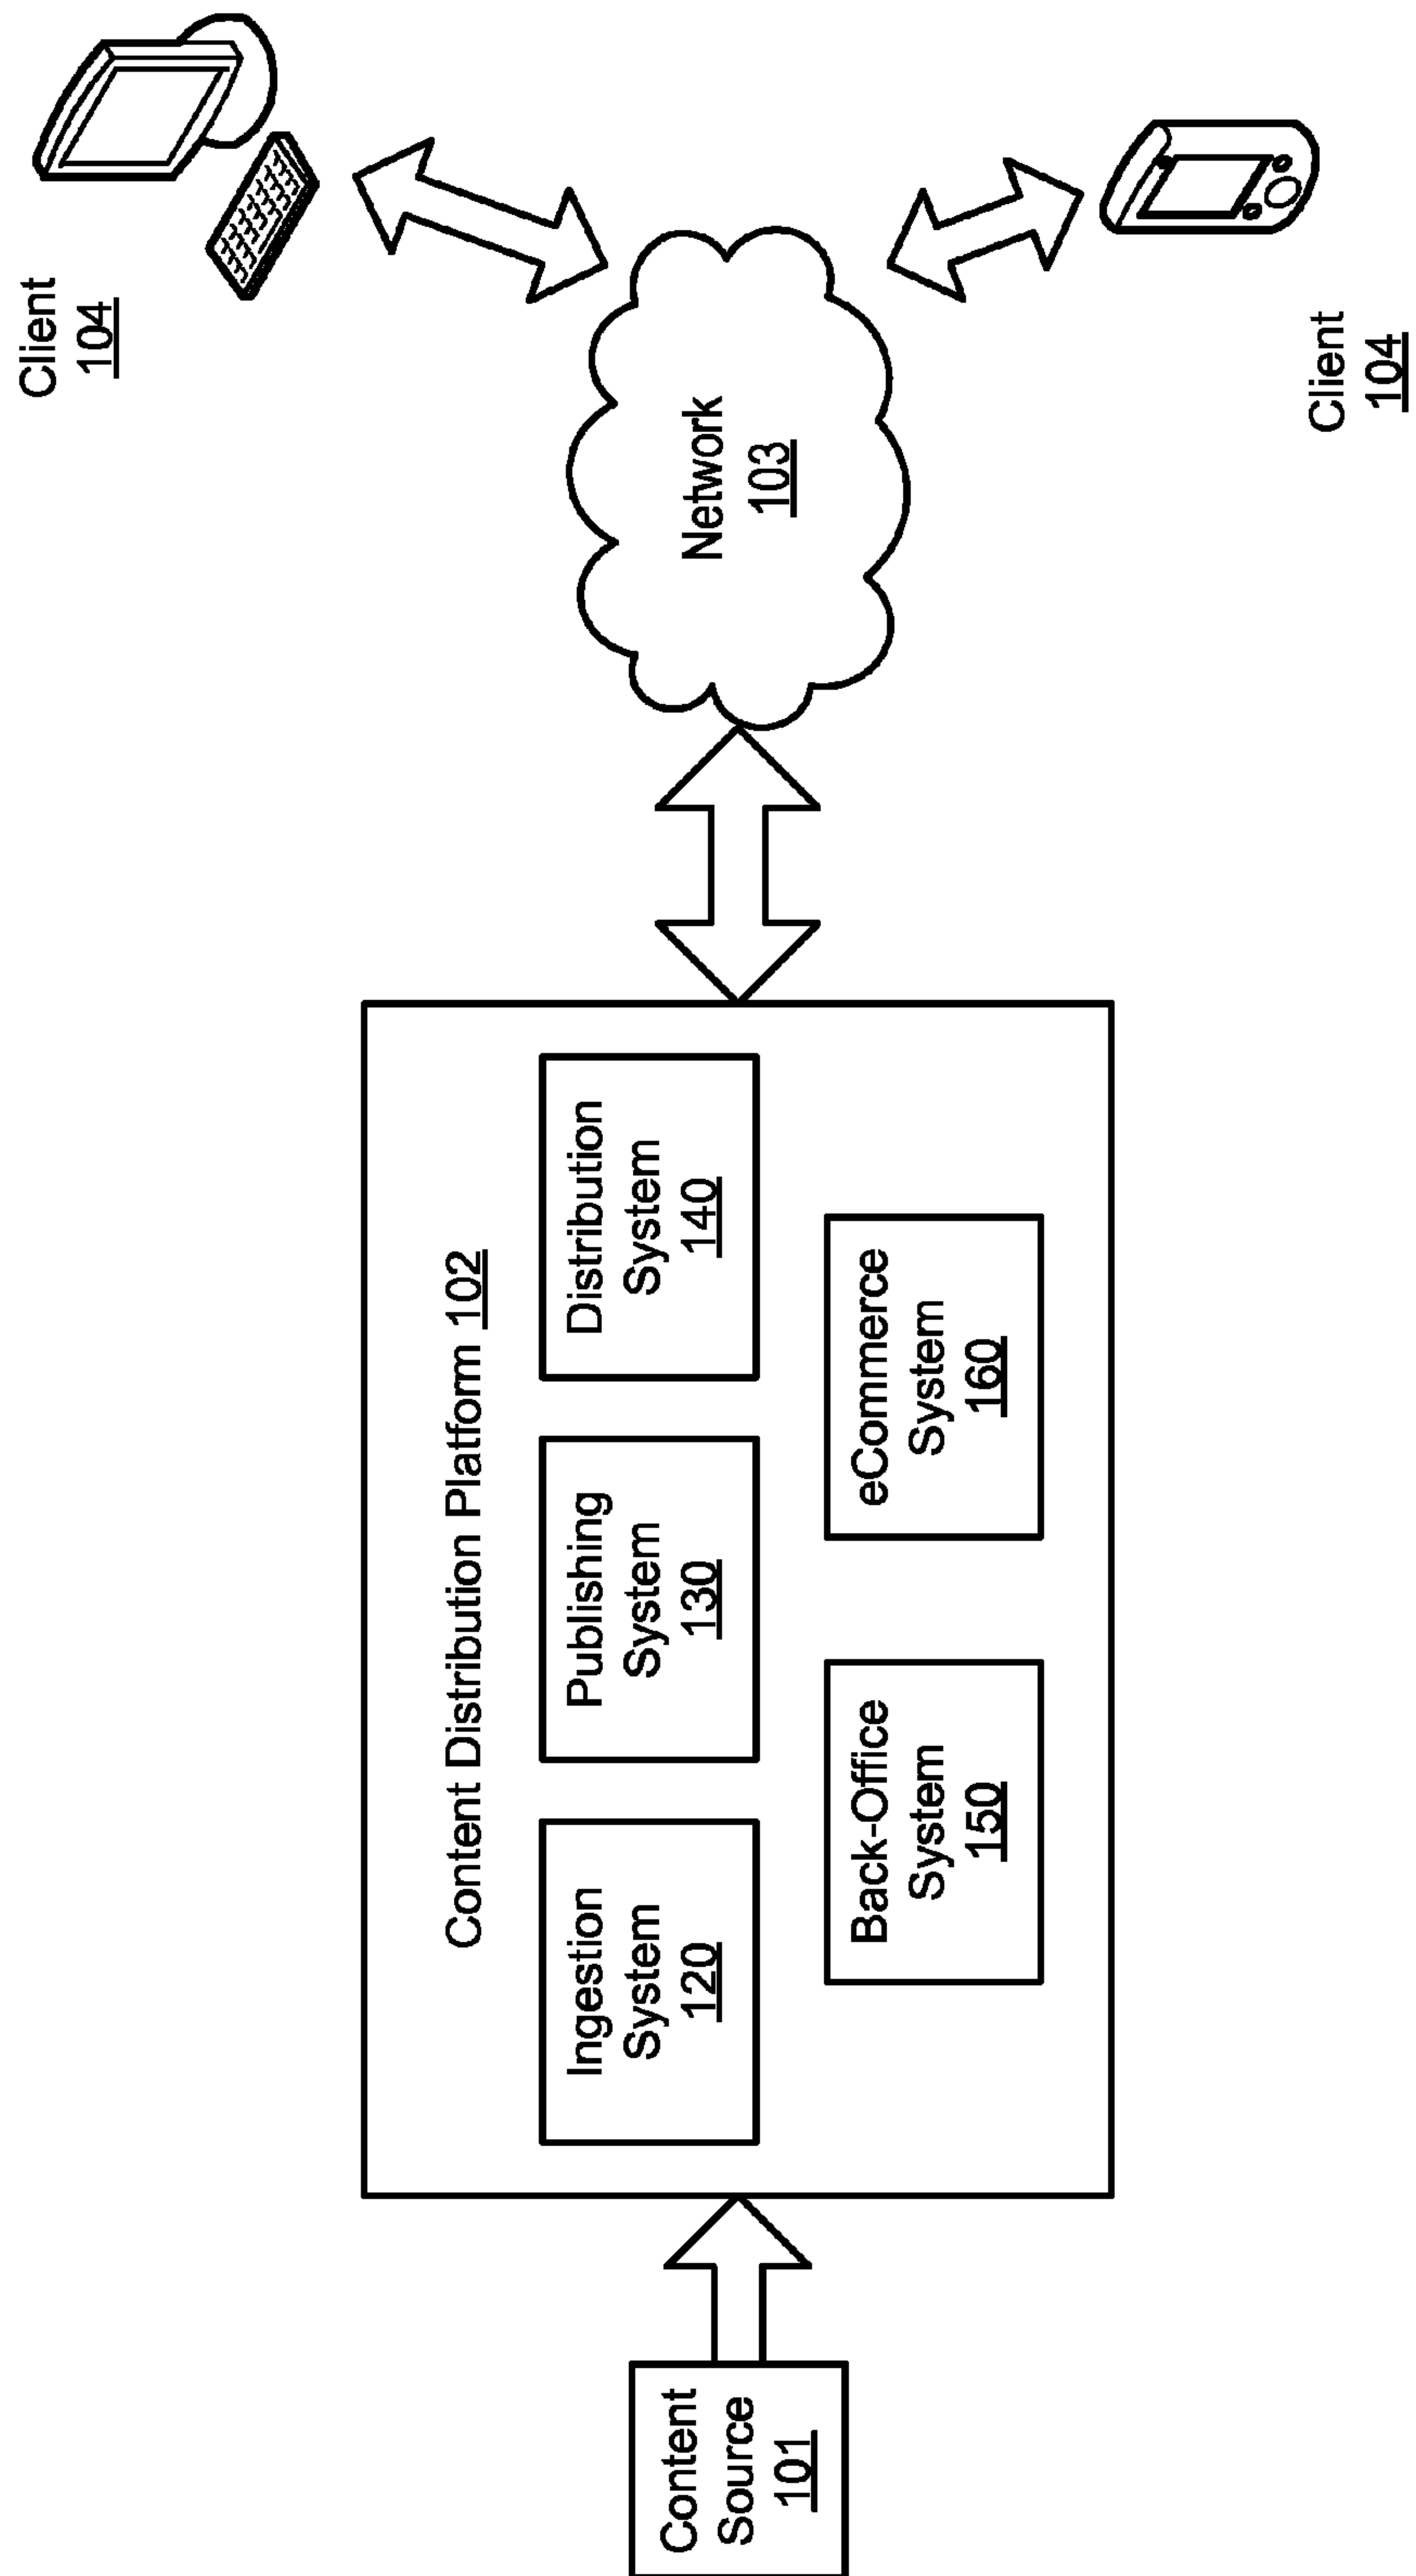 Content
Source
101
Content Distribution Platform 102
Ingestion
System
120
Publishing
System
130
Distribution
System
140
Back-Office
System
150
eCommerce
System
160
Network
103
Client
104
Client
104